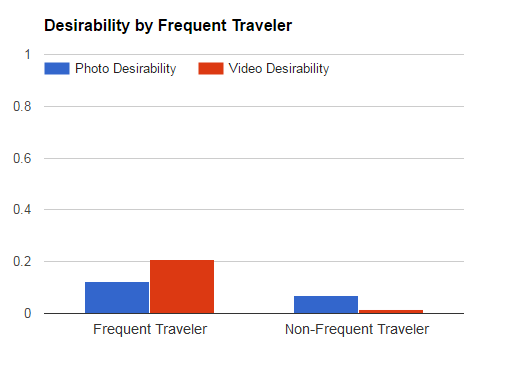 Desirability by Frequent Traveler
1
Photo Desirability Video Desirability
0.8
0.6
0.4
0.2
0
Frequent Traveler Non-Frequent Traveler